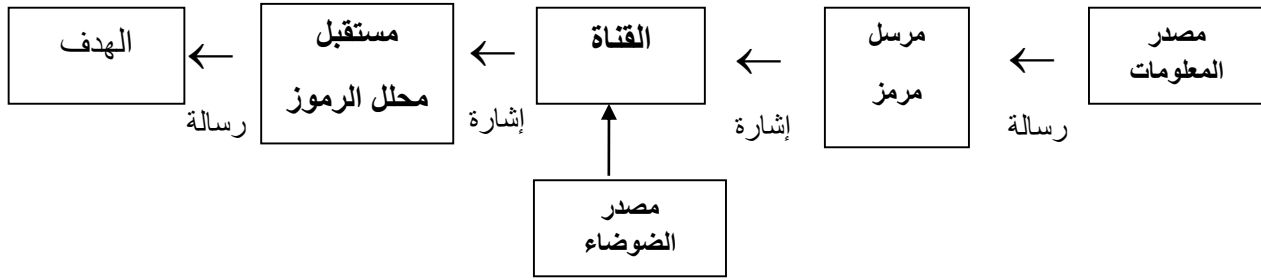 مصدر
المعلومات
رسالة
مرسل
مرمز
إشارة
القناة
إشارة
مستقبل
محلل الرموز
رسالة
الهدف
مصدر
الضوضاء